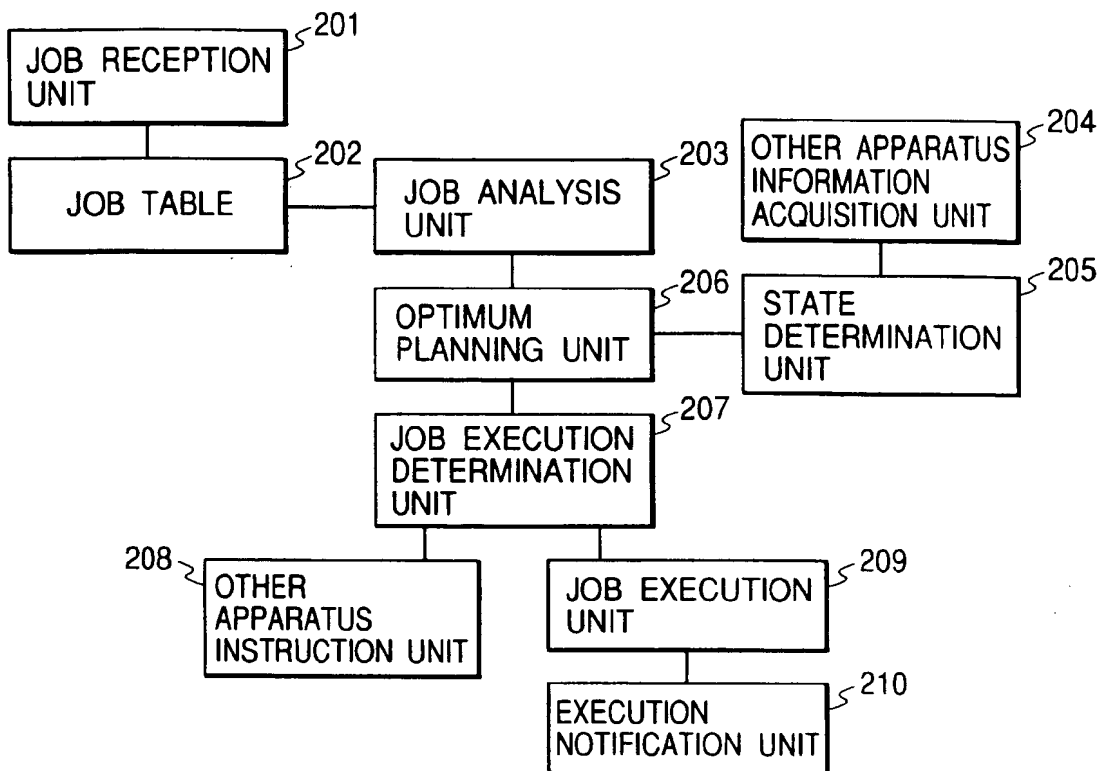 201
JOB RECEPTION
UNIT
202
JOB TABLE
203
JOB ANALYSIS
UNIT
204
OTHER APPARATUS
INFORMATION
ACQUISITION UNIT
205
STATE
DETERMINATION
UNIT
206
OPTIMUM
PLANNING UNIT
207
JOB EXECUTION
DETERMINATION
UNIT
208
OTHER
APPARATUS
INSTRUCTION UNIT
209
JOB EXECUTION
UNIT
210
EXECUTION
NOTIFICATION UNIT